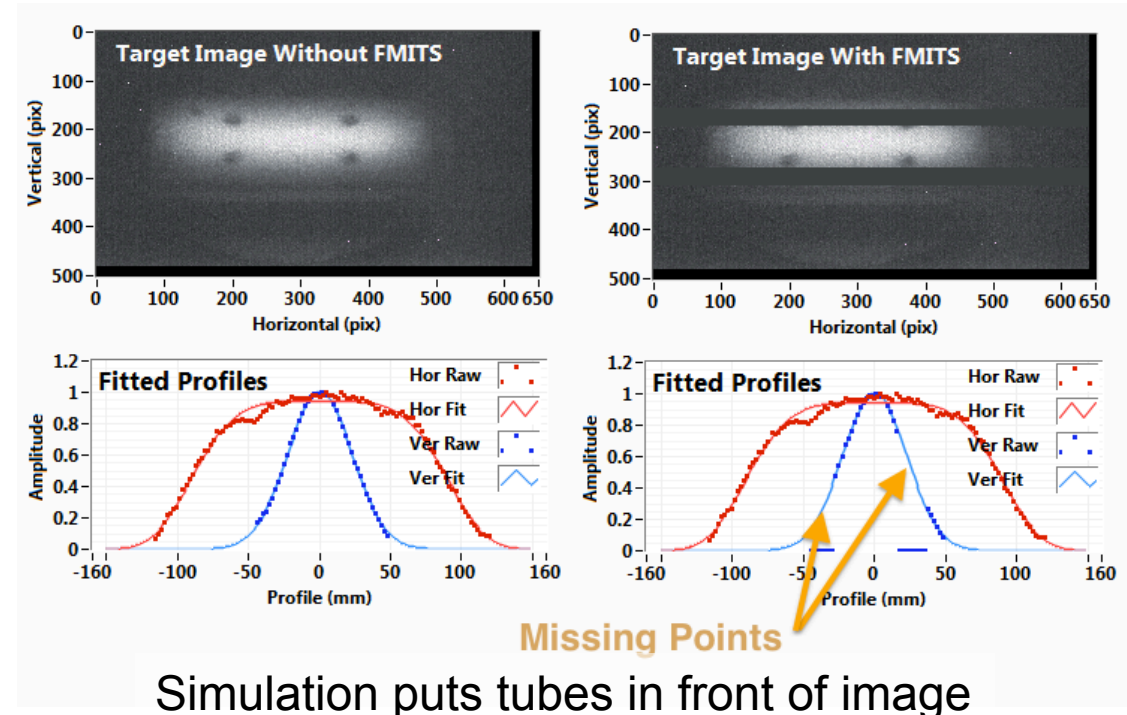 Target Image Without FMITS
0
100
200
300
400
500
Vertical (pix)
0 100 200 300 400 500 600 650
Horizontal (pix)
Target Image With FMITS
0
100
200
300
400
500
Vertical (pix)
0 100 200 300 400 500 600 650
Horizontal (pix)
Fitted Profiles
Hor Raw
Hor Fit
Ver Raw
Ver Fit
1.2
1
0.8
0.6
0.4
0.2
0
Amplitude
-160 -100 -50 0 50 100 160
Profile (mm)
Fitted Profiles
Hor Raw
Hor Fit
Ver Raw
Ver Fit
1.2
1
0.8
0.6
0.4
0.2
0
Amplitude
-160 -100 -50 0 50 100 160
Profile (mm)
Missing Points
Simulation puts tubes in front of image